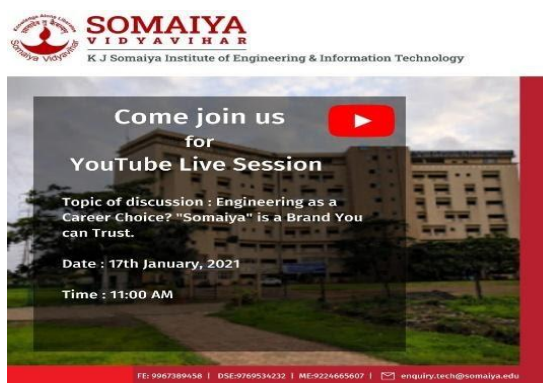 SOMAIYA
VIDYAVIHAR
K J Somaiya Institute of Engineering & Information Technology
Somaiya Vidyavihar
Come join us
for
YouTube Live Session
Topic of discussion : Engineering as a
Career Choice? "Somaiya" is a Brand You
can Trust.
Date : 17th January, 2021
Time : 11:00 AM
FE: 9967389458 | DSE:9769534232 | ME:9224665607 | enquiry.tech@somaiya.edu